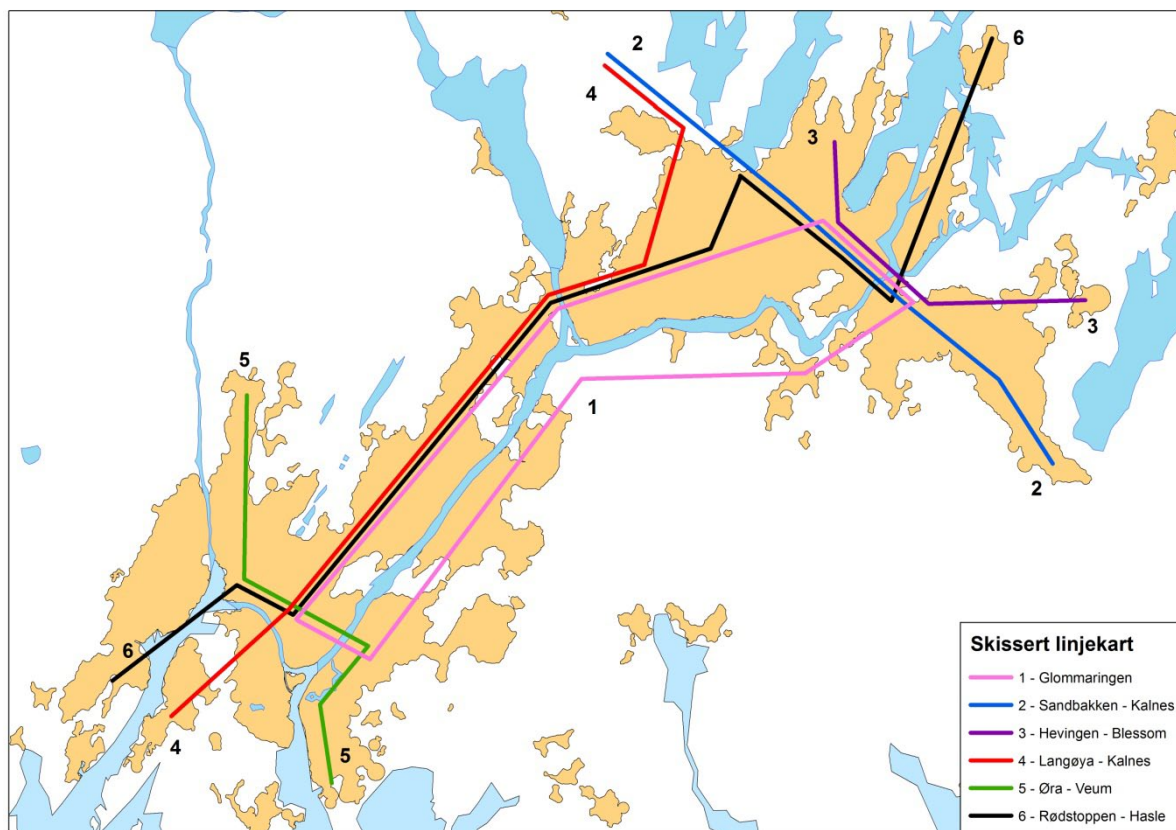 6
2
4
3
3
5
1
2
6
4
5
Skissert linjekart
1 - Glommaringen
2 - Sandbakken - Kalnes
3 - Hevingen - Blessom
4 - Langøya - Kalnes
5 - Øra - Veum
6 - Rødstoppen - Hasle